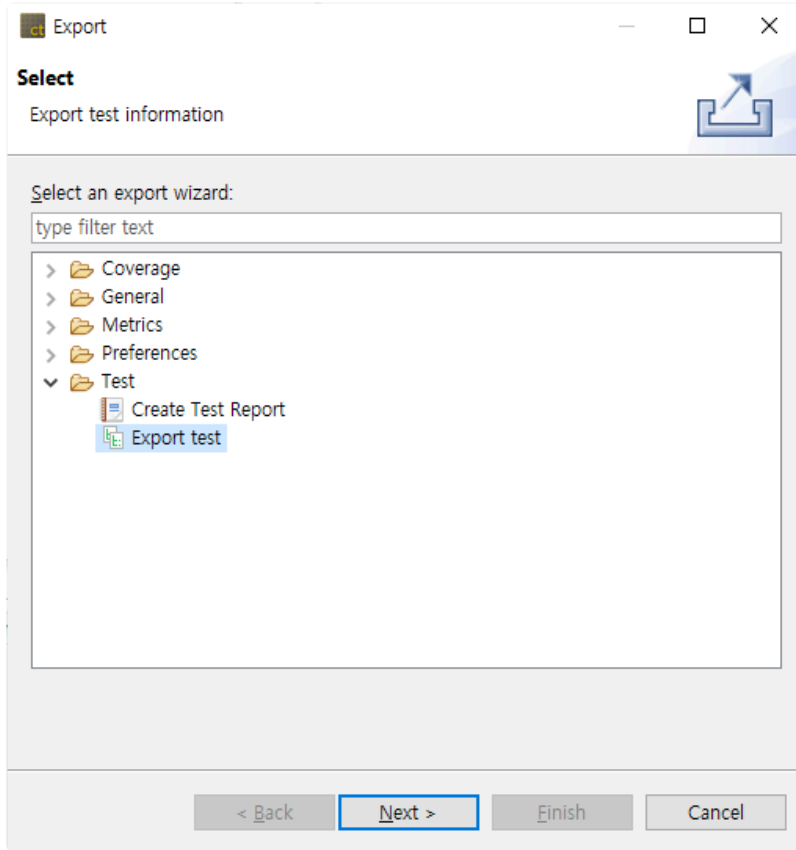 ct Export
Select
Export test information
Select an export wizard:
type filter text
Coverage
General
Metrics
Preferences
Test
Create Test Report
Export test
< Back Next > Finish Cancel